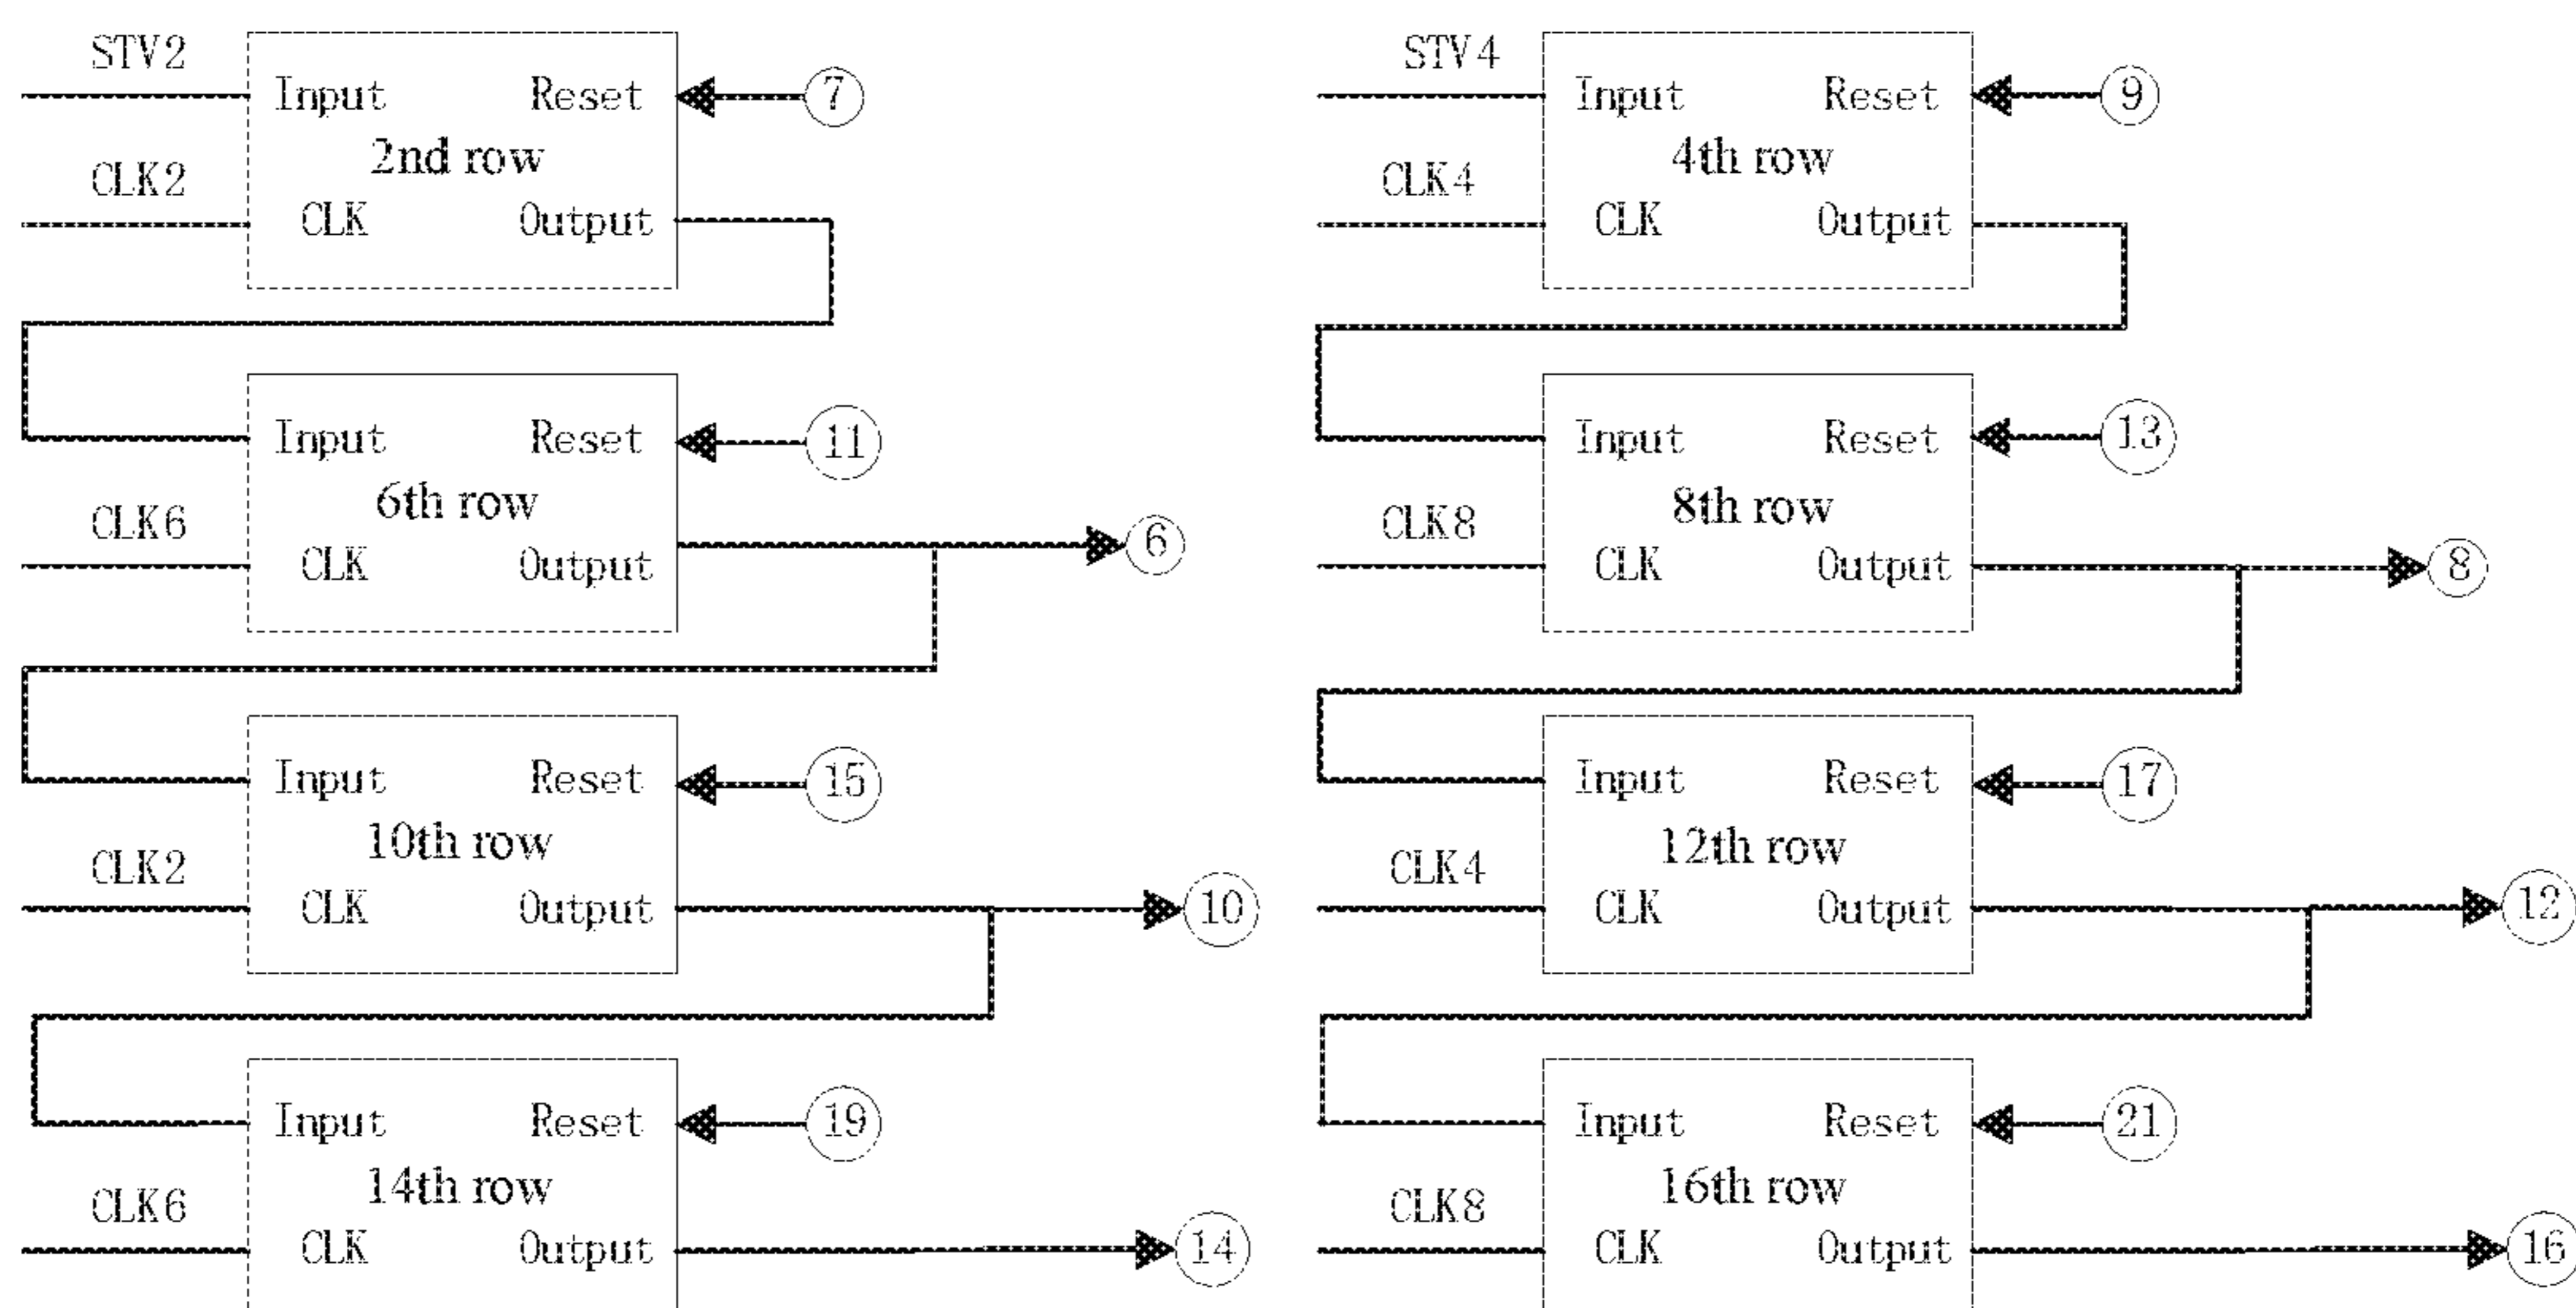 STV2
Input Reset 7
2nd row
CLK2
CLK Output
Input Reset 11
6th row
CLK6
CLK Output 6
Input Reset 15
10th row
CLK2
CLK Output 10
Input Reset 19
14th row
CLK6
CLK Output 14
STV4
Input Reset 9
4th row
CLK4
CLK Output
Input Reset 13
8th row
CLK8
CLK Output 8
Input Reset 17
12th row
CLK4
CLK Output 12
Input Reset 21
16th row
CLK8
CLK Output 16